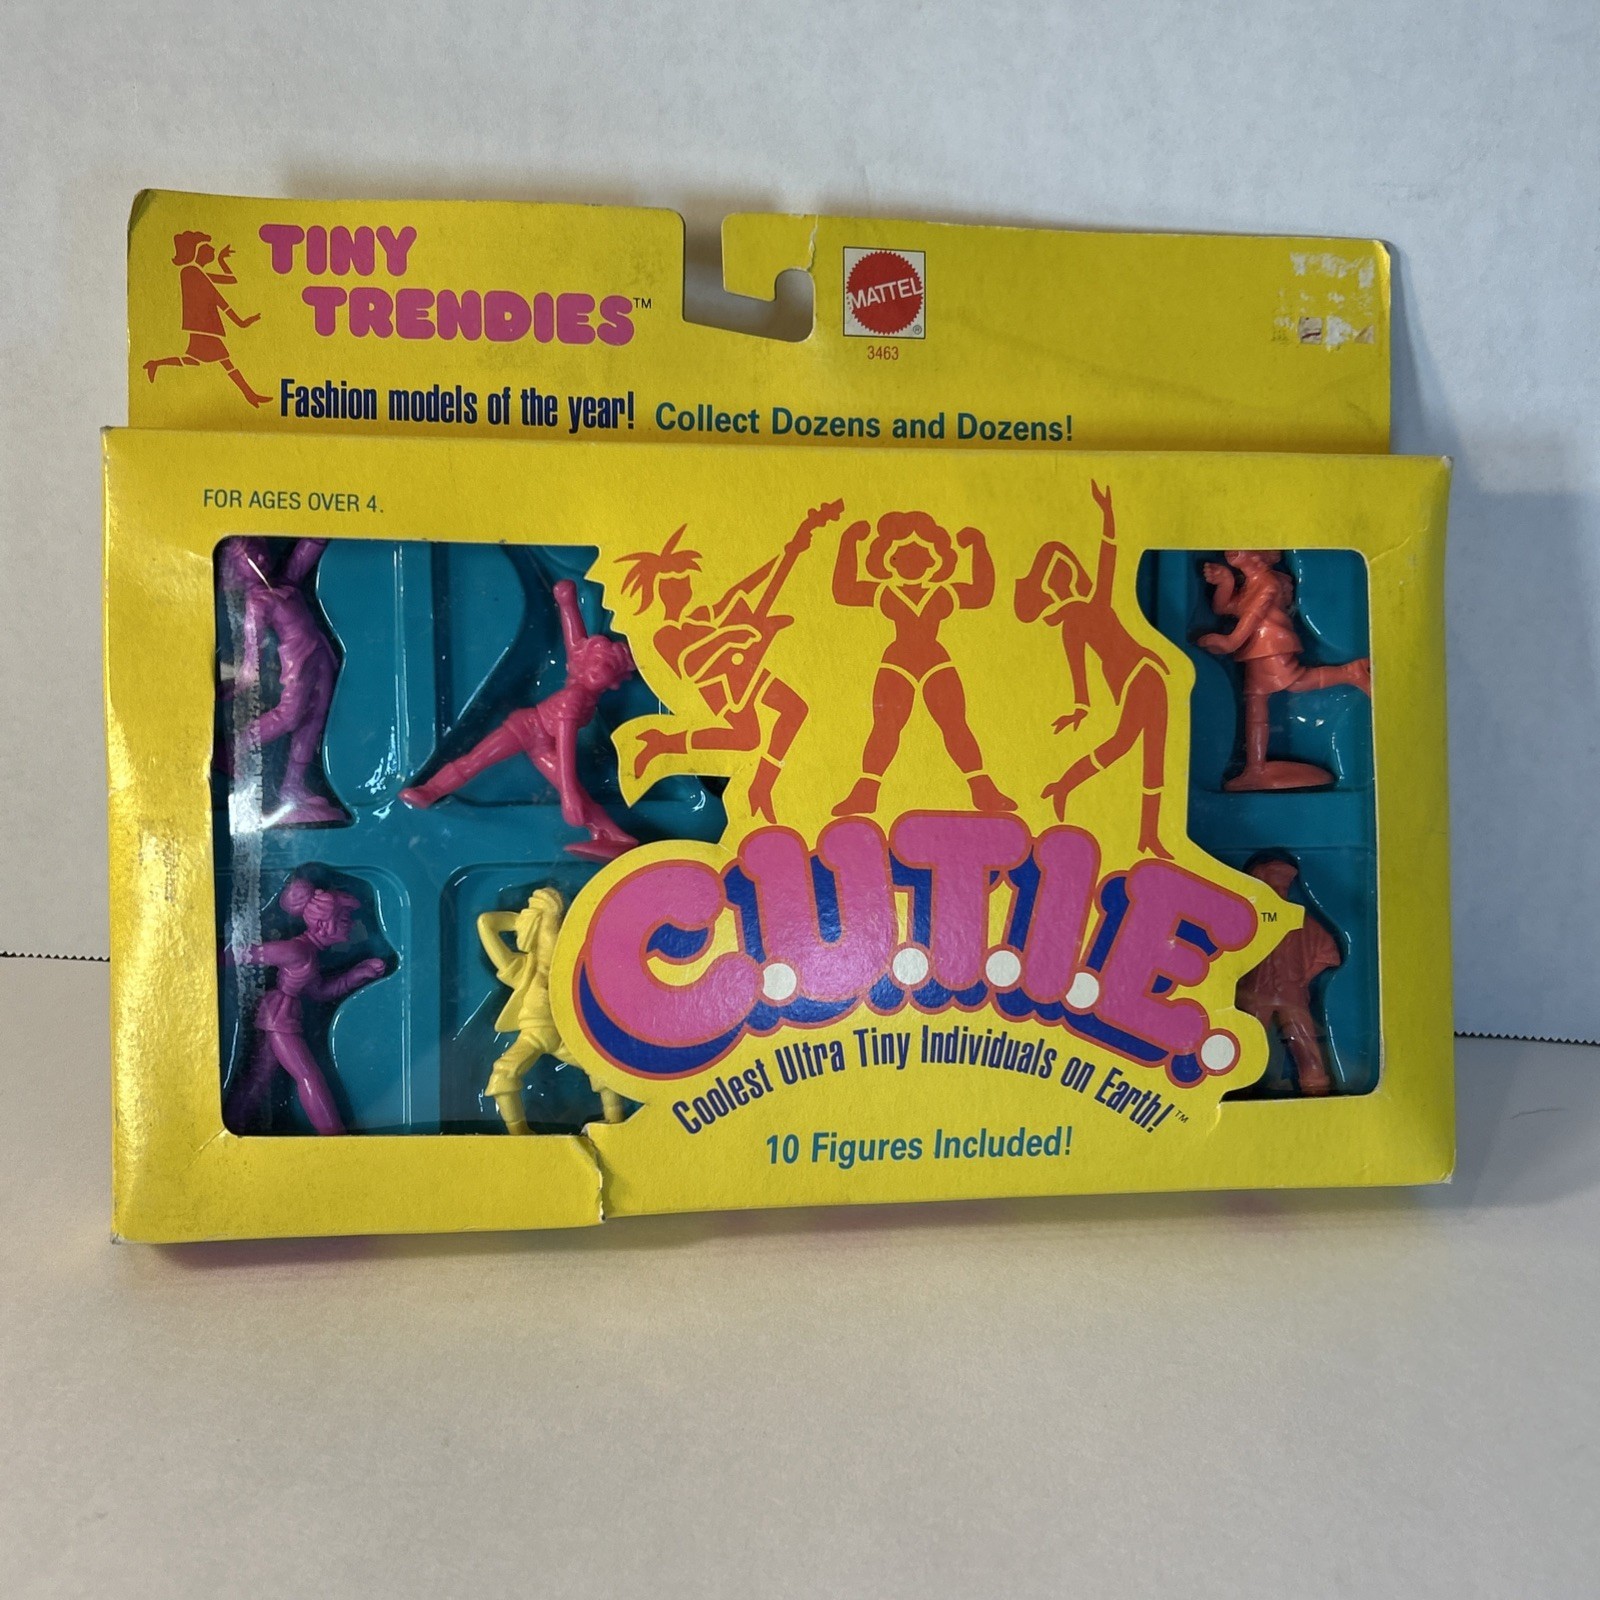 TINY
TRENDIES™
MATTEL®
3463
Fashion models of the year!
Collect Dozens and Dozens!
FOR AGES OVER 4.
C.U.T.I.E.™
Coolest Ultra Tiny Individuals on Earth!™
10 Figures Included!